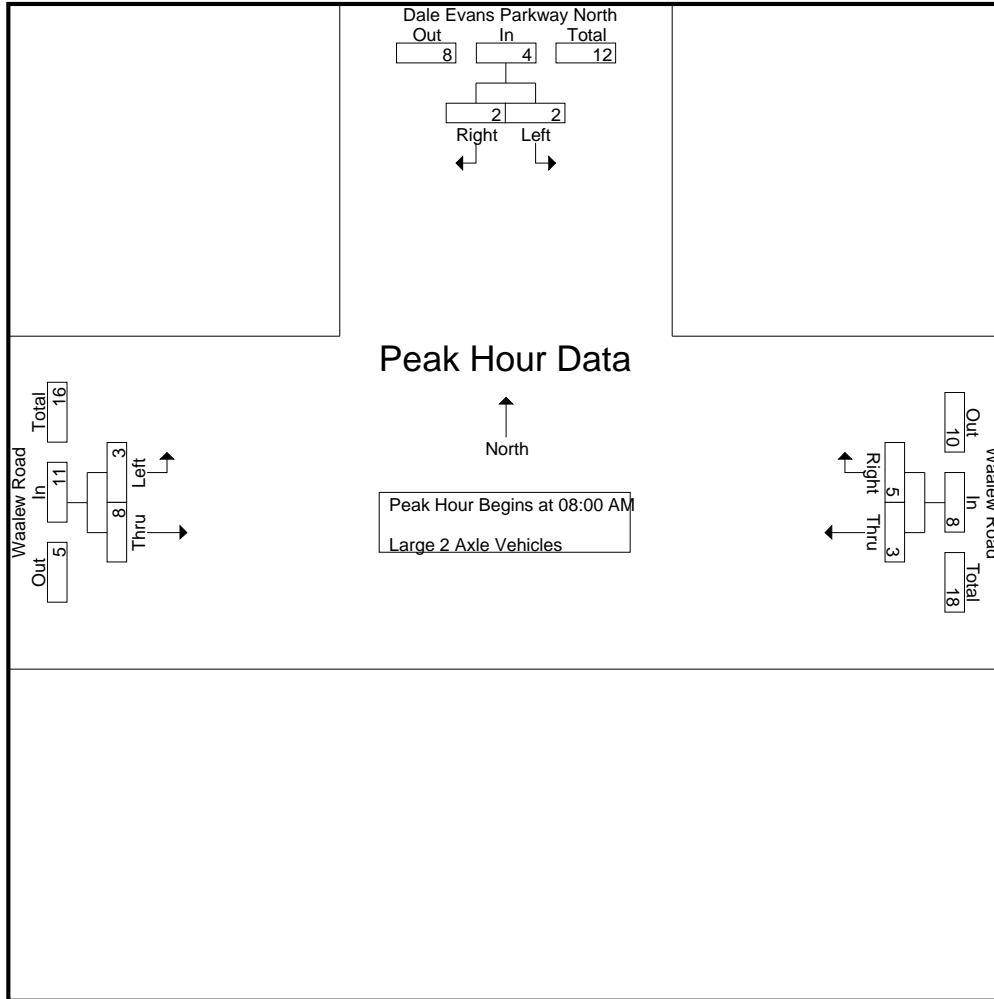 Dale Evans Parkway North
Out In Total
8 4 12
2 2
Right Left
Peak Hour Data
North
Peak Hour Begins at 08:00 AM
Large 2 Axle Vehicles
Waalew Road
Total In Out
16 11 5
3 8
Left Thru
Waalew Road
Out In Total
10 8 18
5 3
Right Thru